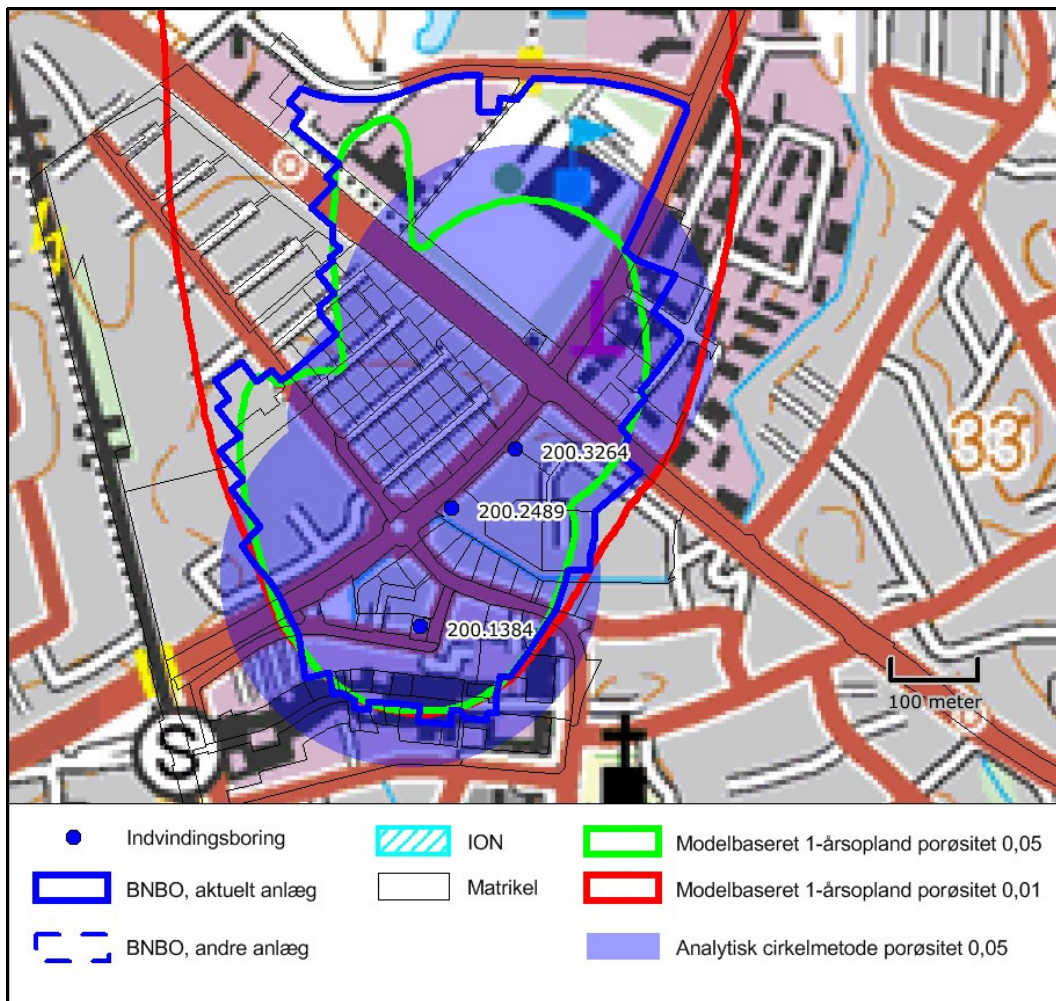 33
200.3264
200.2489
200.1384
100 meter
S
Indvindingsboring
ION
Modelbaseret 1-årsopland porøsitet 0,05
BNBO, aktuelt anlæg
Matrikel
Modelbaseret 1-årsopland porøsitet 0,01
BNBO, andre anlæg
Analytisk cirkelmetode porøsitet 0,05